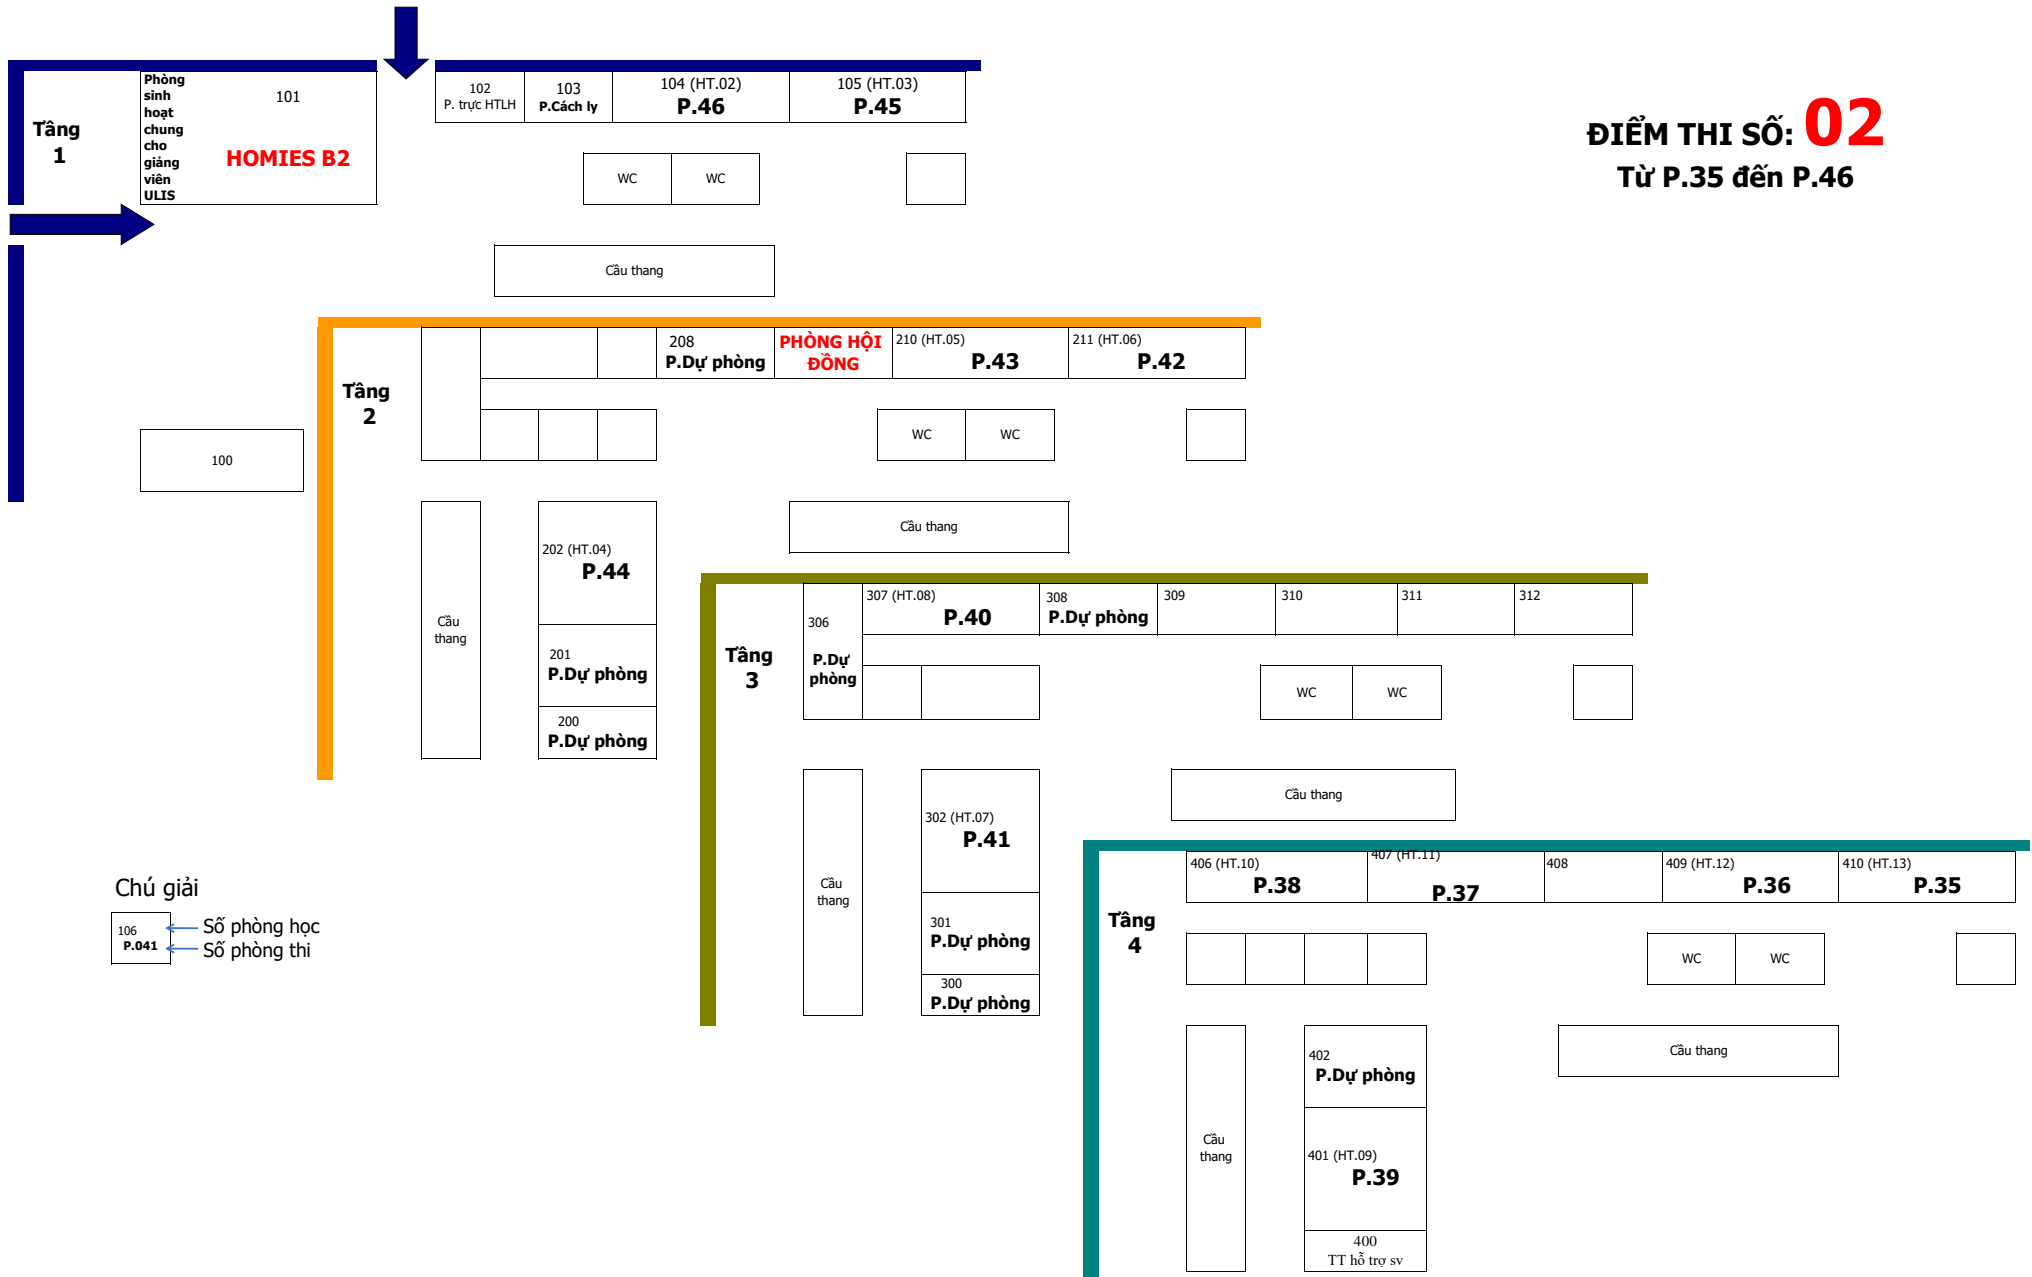 ĐIỂM THI SỐ: 02
Từ P.35 đến P.46
Tầng
1
Phòng
sinh
hoạt
chung
cho
giảng
viên
ULIS
101
HOMIES B2
102
P. trực HTLH
103
P.Cách ly
104 (HT.02)
P.46
105 (HT.03)
P.45
WC
WC
Cầu thang
100
Tầng
2
208
P.Dự phòng
PHÒNG HỘI
ĐỒNG
210 (HT.05)
P.43
211 (HT.06)
P.42
WC
WC
Cầu thang
Cầu
thang
202 (HT.04)
P.44
201
P.Dự phòng
200
P.Dự phòng
Tầng
3
306
P.Dự
phòng
307 (HT.08)
P.40
308
P.Dự phòng
309
310
311
312
WC
WC
Cầu thang
Cầu
thang
302 (HT.07)
P.41
301
P.Dự phòng
300
P.Dự phòng
Tầng
4
406 (HT.10)
P.38
407 (HT.11)
P.37
408
409 (HT.12)
P.36
410 (HT.13)
P.35
WC
WC
Cầu thang
Cầu
thang
402
P.Dự phòng
401 (HT.09)
P.39
400
TT hỗ trợ sv
Chú giải
106
P.041
Số phòng học
Số phòng thi